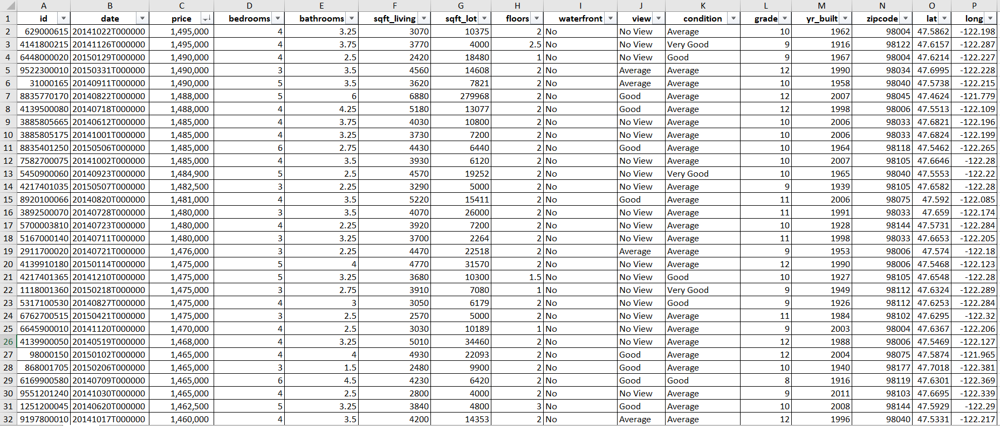 A B C D E F G H I J K L M N O P
1 id date price bedrooms bathrooms sqft_living sqft_lot floors waterfront view condition grade yr_built zipcode lat long
2 629000615 20141022T000000 1,495,000 4 3.25 3070 10375 2 No No View Average 10 1962 98004 47.5862 -122.198
3 4141800215 20141126T000000 1,495,000 4 3.75 3770 4000 2.5 No No View Very Good 9 1916 98122 47.6157 -122.287
4 6448000020 20150129T000000 1,490,000 4 2.5 2420 18480 1 No No View Good 9 1967 98004 47.6214 -122.227
5 9522300010 20150331T000000 1,490,000 3 3.5 4560 14608 2 No Average Average 12 1990 98034 47.6995 -122.228
6 31000165 20140911T000000 1,490,000 5 3.5 3620 7821 2 No Average Average 10 1958 98040 47.5738 -122.215
7 8835770170 20140822T000000 1,488,000 5 6 6880 279968 2 No Good Average 12 2007 98045 47.4624 -121.779
8 4139500080 20140718T000000 1,488,000 4 4.25 5180 13077 2 No Good Average 12 1998 98006 47.5513 -122.109
9 3885805665 20140612T000000 1,485,000 4 3.75 4030 10800 2 No No View Average 10 2006 98033 47.6821 -122.196
10 3885805175 20141001T000000 1,485,000 4 3.25 3730 7200 2 No No View Average 10 2006 98033 47.6824 -122.199
11 8835401250 20150506T000000 1,485,000 6 2.75 4430 6440 2 No Good Average 10 1964 98118 47.5462 -122.265
12 7582700075 20141002T000000 1,485,000 4 3.5 3930 6120 2 No No View Average 10 2007 98105 47.6646 -122.28
13 5450900060 20140923T000000 1,484,900 5 2.5 4570 19252 2 No No View Very Good 10 1965 98040 47.5553 -122.22
14 4217401035 20150507T000000 1,482,500 3 2.25 3290 5000 2 No No View Average 9 1939 98105 47.6582 -122.28
15 8920100066 20140820T000000 1,481,000 4 3.5 5220 15411 2 No Good Average 11 2006 98075 47.592 -122.085
16 3892500070 20140728T000000 1,480,000 3 3.5 4070 26000 2 No No View Average 11 1991 98033 47.659 -122.174
17 5700003810 20140723T000000 1,480,000 4 2.25 3920 7200 2 No No View Average 10 1928 98144 47.5731 -122.284
18 5167000140 20140711T000000 1,480,000 3 3.25 3700 2264 2 No No View Average 11 1998 98033 47.6653 -122.205
19 2911700020 20140721T000000 1,476,000 3 2.25 4470 22518 2 No Average Average 9 1953 98006 47.574 -122.18
20 4139910180 20150114T000000 1,475,000 5 4 4770 31570 2 No No View Average 12 1990 98006 47.5468 -122.123
21 4217401365 20141210T000000 1,475,000 5 3.25 3680 10300 1.5 No No View Good 10 1927 98105 47.6548 -122.28
22 1118001360 20150218T000000 1,475,000 3 2.75 3910 7080 1 No No View Very Good 9 1949 98112 47.6324 -122.289
23 5317100530 20140827T000000 1,475,000 4 3 3050 6179 2 No No View Good 9 1926 98112 47.6253 -122.284
24 6762700515 20150421T000000 1,475,000 3 2.5 2570 5000 2 No No View Average 11 1984 98102 47.6295 -122.32
25 6645900010 20141120T000000 1,470,000 4 2.5 3030 10189 1 No No View Average 9 2003 98004 47.6367 -122.206
26 4139900050 20140519T000000 1,468,000 4 3.25 5010 34460 2 No No View Average 12 1988 98006 47.5469 -122.127
27 98000150 20150102T000000 1,465,000 4 4 4930 22093 2 No Good Average 12 2004 98075 47.5874 -121.965
28 868001705 20150206T000000 1,465,000 3 1.5 2480 9900 2 No Good Average 10 1940 98177 47.7018 -122.381
29 6169900580 20140709T000000 1,465,000 6 4.5 4230 6420 2 No Good Good 8 1916 98119 47.6301 -122.369
30 9551201240 20141030T000000 1,465,000 4 2.5 2800 4000 2 No No View Average 9 2011 98103 47.6695 -122.339
31 1251200045 20140620T000000 1,462,500 5 3.25 3840 4800 3 No Good Average 10 2008 98144 47.5929 -122.29
32 9197800010 20141017T000000 1,460,000 4 3.5 4200 14353 2 No Average Average 12 1996 98040 47.5331 -122.217